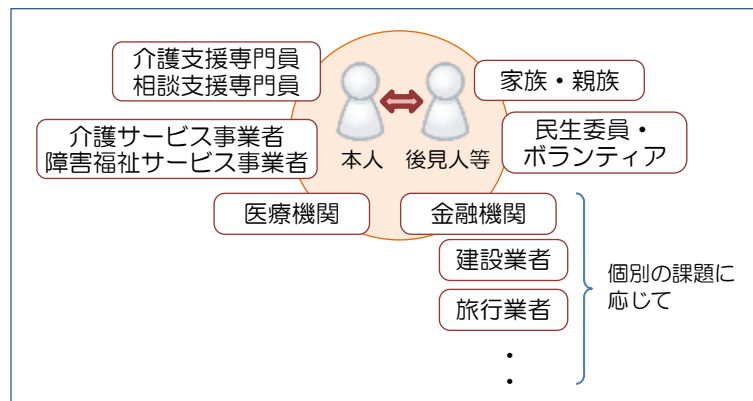 介護支援専門員
相談支援専門員
家族・親族
介護サービス事業者
障害福祉サービス事業者
民生委員・
ボランティア
本人
後見人等
医療機関
金融機関
建設業者
旅行業者
・
・
個別の課題に
応じて